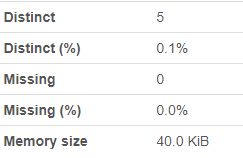 Distinct 5
Distinct (%) 0.1%
Missing 0
Missing (%) 0.0%
Memory size 40.0 KiB